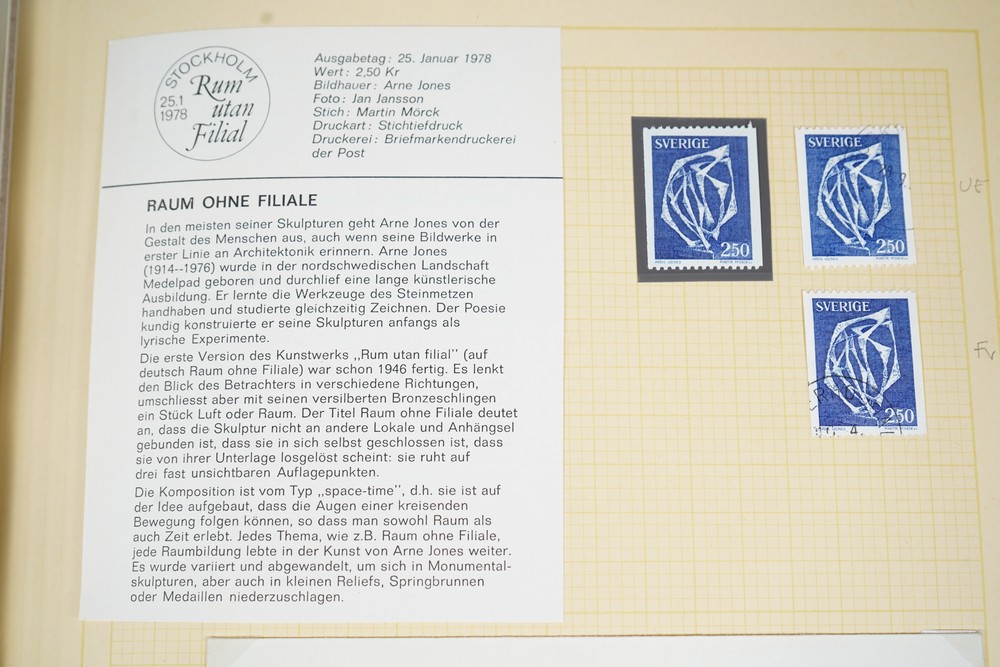 STOCKHOLM
25.1
1978
Rum
utan
Filial
Ausgabetag: 25. Januar 1978
Wert: 2,50 Kr
Bildhauer: Arne Jones
Foto: Jan Jansson
Stich: Martin Mörck
Druckart: Stichtiefdruck
Druckerei: Briefmarkendruckerei
der Post
RAUM OHNE FILIALE
In den meisten seiner Skulpturen geht Arne Jones von der
Gestalt des Menschen aus, auch wenn seine Bildwerke in
erster Linie an Architektonik erinnern. Arne Jones
(1914--1976) wurde in der nordschwedischen Landschaft
Medelpad geboren und durchlief eine lange künstlerische
Ausbildung. Er lernte die Werkzeuge des Steinmetzen
handhaben und studierte gleichzeitig Zeichnen. Der Poesie
kundig konstruierte er seine Skulpturen anfangs als
lyrische Experimente.
Die erste Version des Kunstwerks „Rum utan filial" (auf
deutsch Raum ohne Filiale) war schon 1946 fertig. Es lenkt
den Blick des Betrachters in verschiedene Richtungen,
umschliesst aber mit seinen versilberten Bronzeschlingen
ein Stück Luft oder Raum. Der Titel Raum ohne Filiale deutet
an, dass die Skulptur nicht an andere Lokale und Anhängsel
gebunden ist, dass sie in sich selbst geschlossen ist, dass
sie von ihrer Unterlage losgelöst scheint: sie ruht auf
drei fast unsichtbaren Auflagepunkten.
Die Komposition ist vom Typ „space-time", d.h. sie ist auf
der Idee aufgebaut, dass die Augen einer kreisenden
Bewegung folgen können, so dass man sowohl Raum als
auch Zeit erlebt. Jedes Thema, wie z.B. Raum ohne Filiale,
jede Raumbildung lebte in der Kunst von Arne Jones weiter.
Es wurde variiert und abgewandelt, um sich in Monumental-
skulpturen, aber auch in kleinen Reliefs, Springbrunnen
oder Medaillen niederzuschlagen.
SVERIGE
250
SVERIGE
250
SVERIGE
250